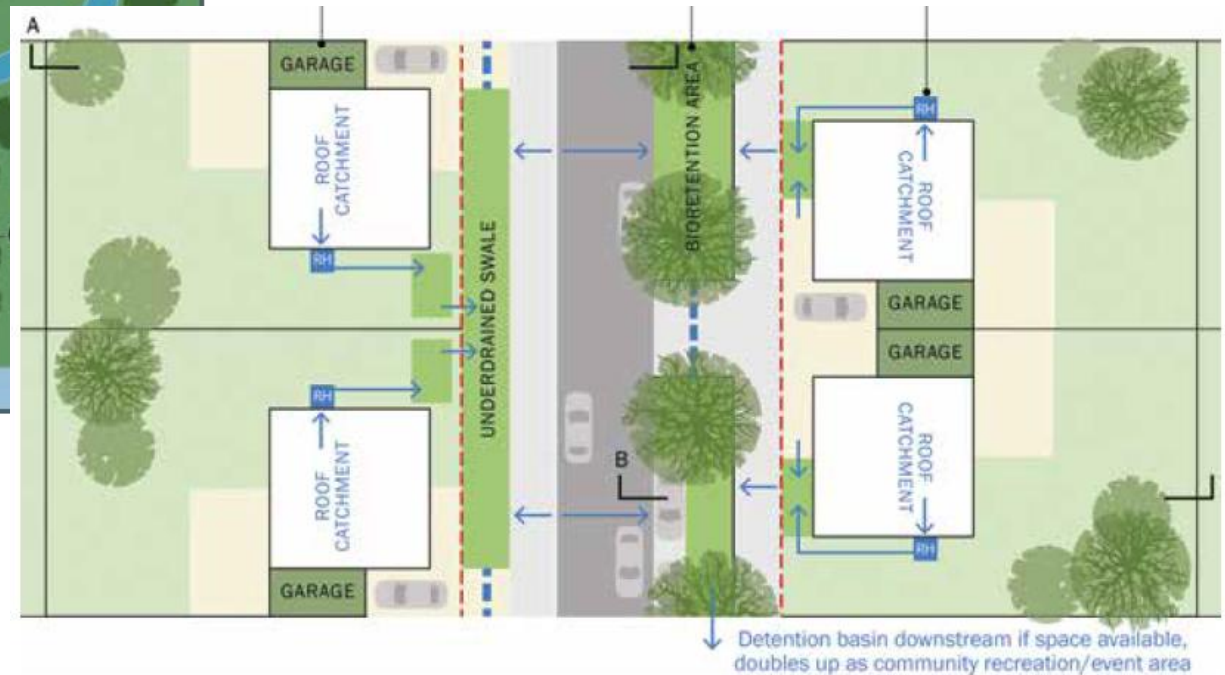 A
GARAGE
ROOF
CATCHMENT
RH
RH
ROOF
CATCHMENT
GARAGE
UNDERDRAINED SWALE
BIORETENTION AREA
B
RH
ROOF
CATCHMENT
GARAGE
GARAGE
ROOF
CATCHMENT
RH
Detention basin downstream if space available,
doubles up as community recreation/event area